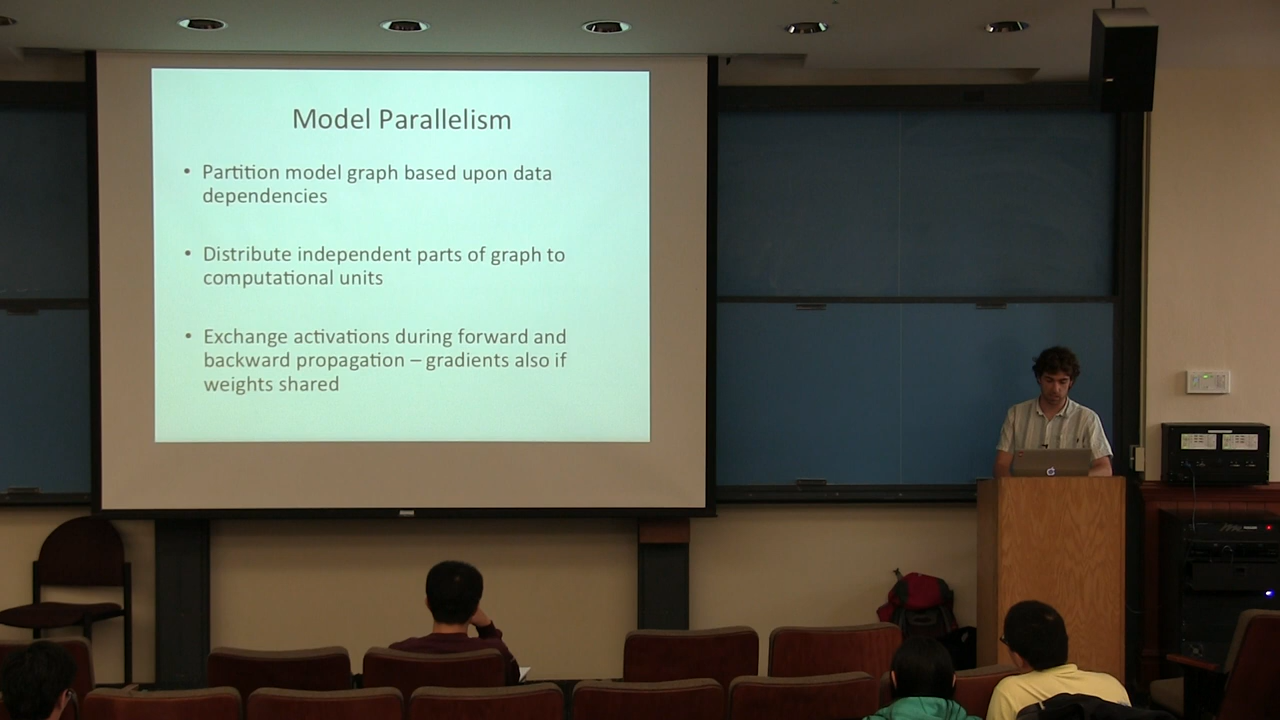 Model Parallelism
• Partition model graph based upon data
dependencies
• Distribute independent parts of graph to
computational units
• Exchange activations during forward and
backward propagation – gradients also if
weights shared